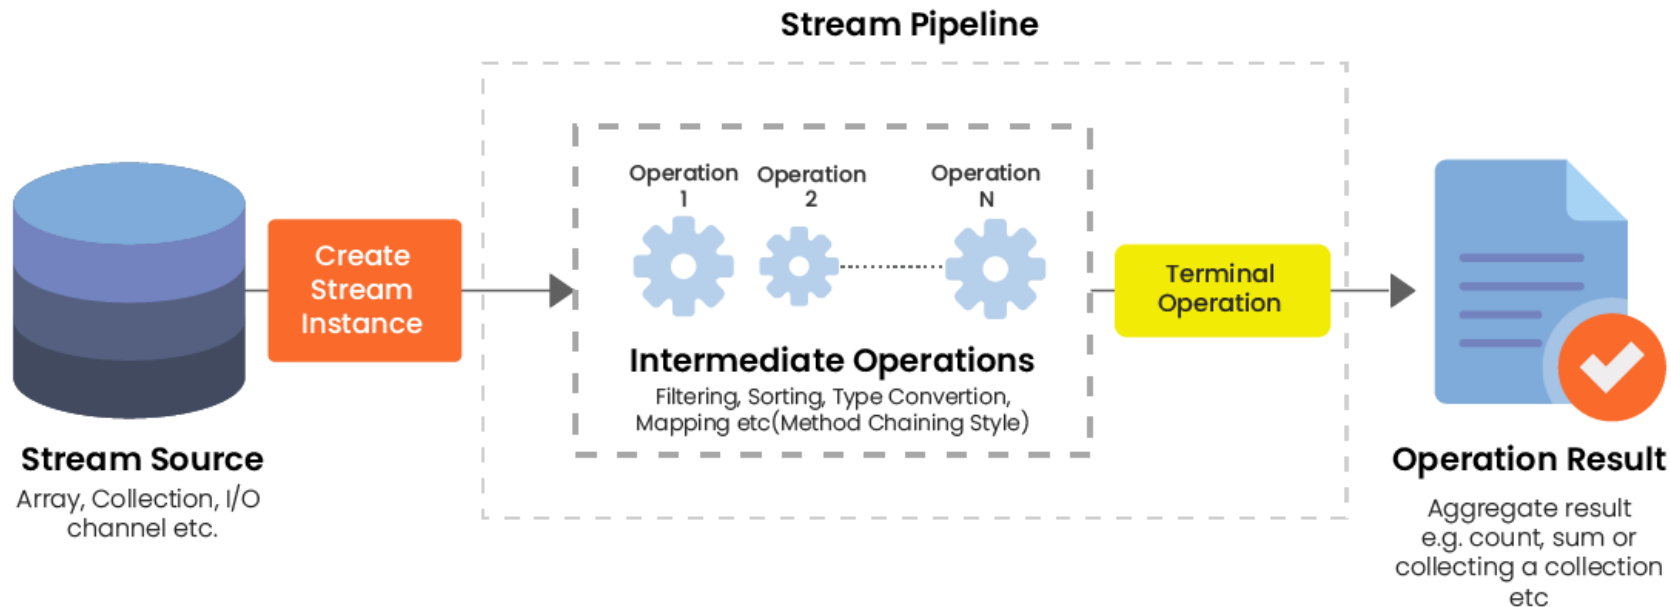 Stream Pipeline
Operation
1
Operation
2
Operation
N
Create
Stream
Instance
Terminal
Operation
Intermediate Operations
Filtering, Sorting, Type Convertion,
Mapping etc(Method Chaining Style)
Stream Source
Array, Collection, I/O
channel etc.
Operation Result
Aggregate result
e.g. count, sum or
collecting a collection
etc